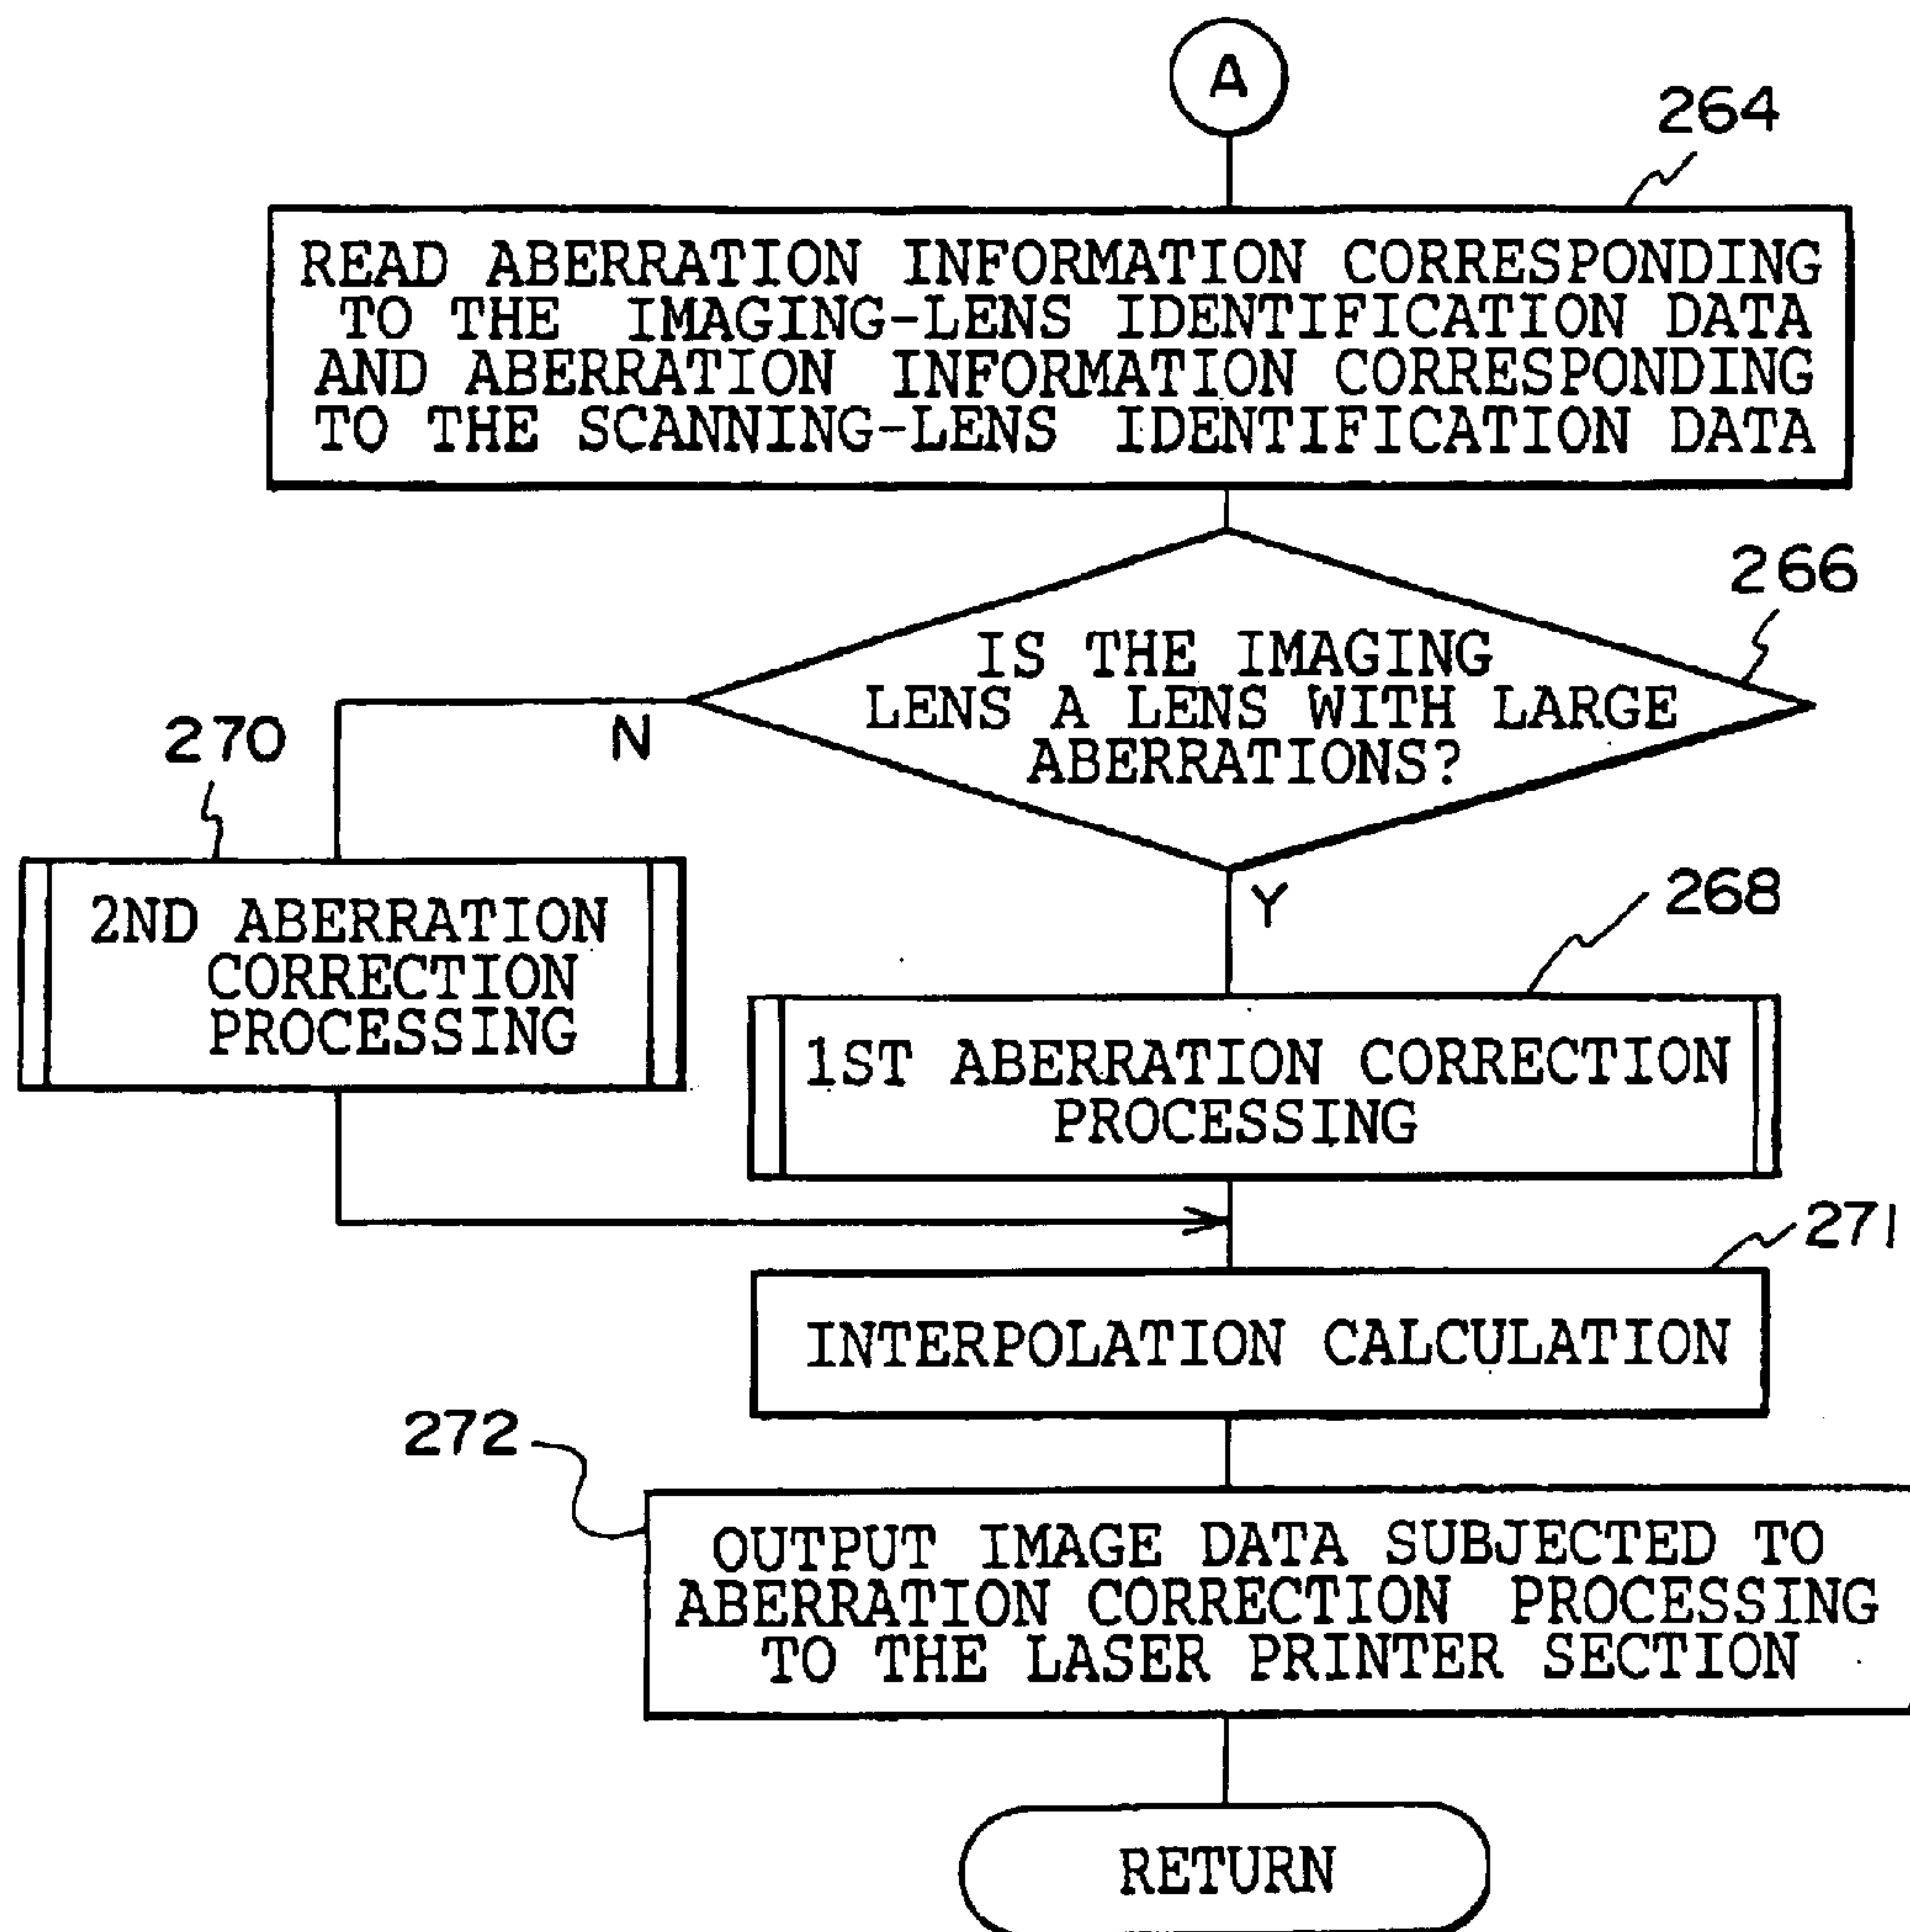 A
264
READ ABERRATION INFORMATION CORRESPONDING
TO THE IMAGING-LENS IDENTIFICATION DATA
AND ABERRATION INFORMATION CORRESPONDING
TO THE SCANNING-LENS IDENTIFICATION DATA
266
IS THE IMAGING
LENS A LENS WITH LARGE
ABERRATIONS?
N
Y
270
2ND ABERRATION
CORRECTION
PROCESSING
268
1ST ABERRATION CORRECTION
PROCESSING
271
INTERPOLATION CALCULATION
272
OUTPUT IMAGE DATA SUBJECTED TO
ABERRATION CORRECTION PROCESSING
TO THE LASER PRINTER SECTION
RETURN